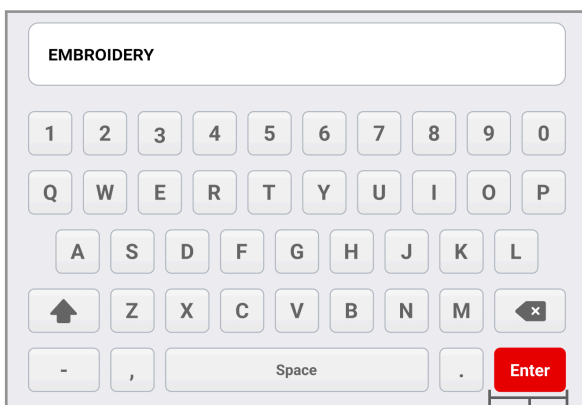 EMBROIDERY
1 2 3 4 5 6 7 8 9 0
Q W E R T Y U I O P
A S D F G H J K L
Z X C V B N M
- , Space . Enter